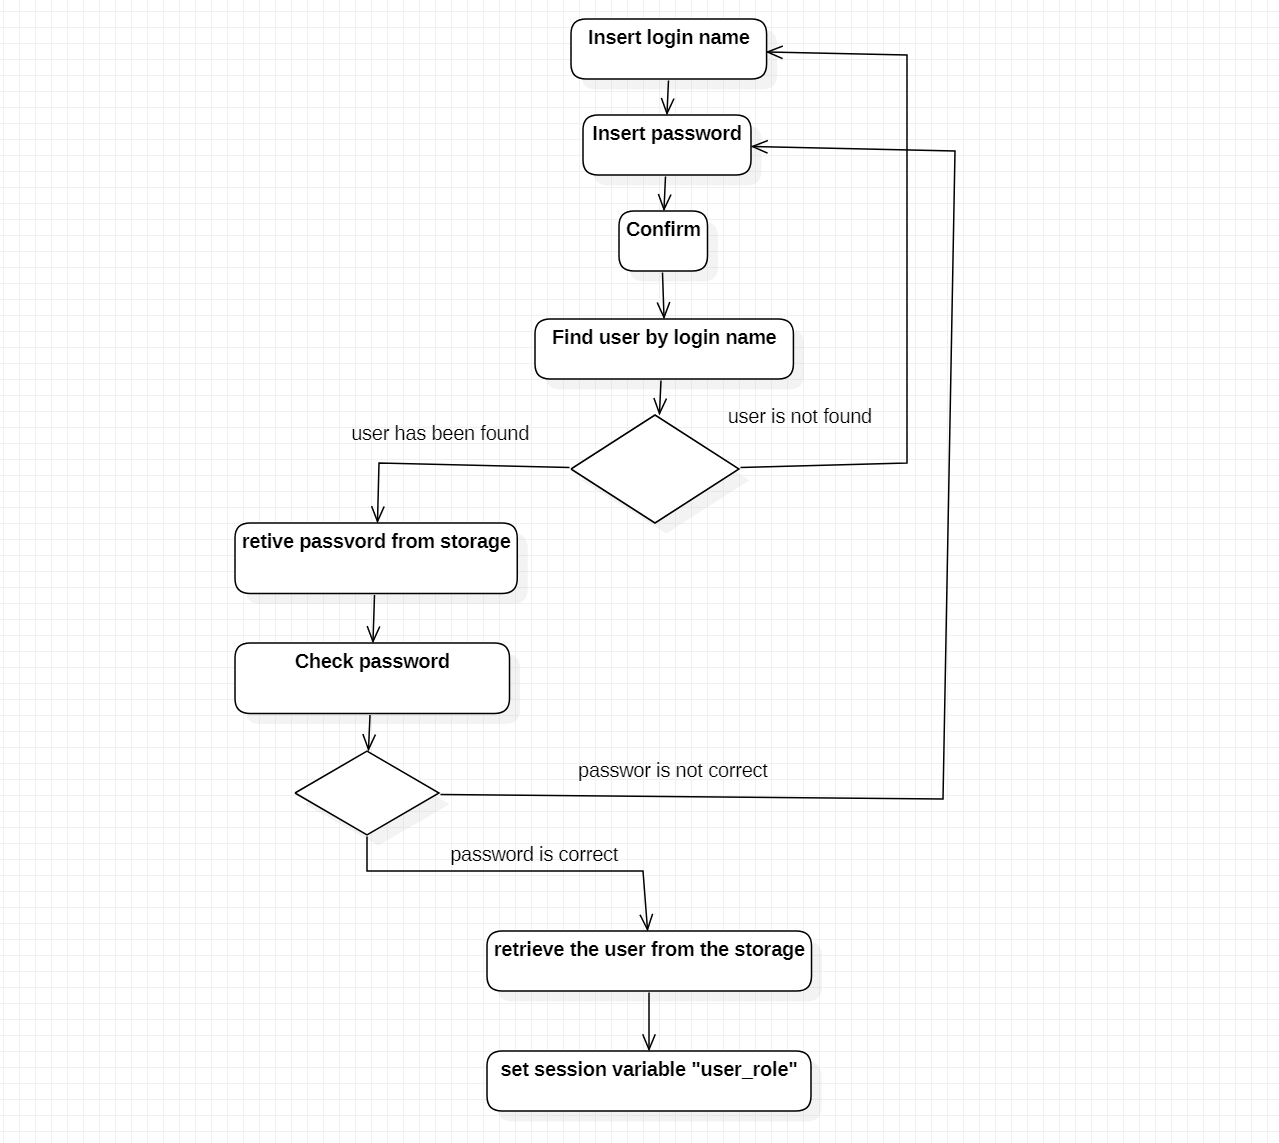 Insert login name
Insert password
Confirm
Find user by login name
user is not found
user has been found
retive passvord from storage
Check password
passwor is not correct
password is correct
retrieve the user from the storage
set session variable "user_role"